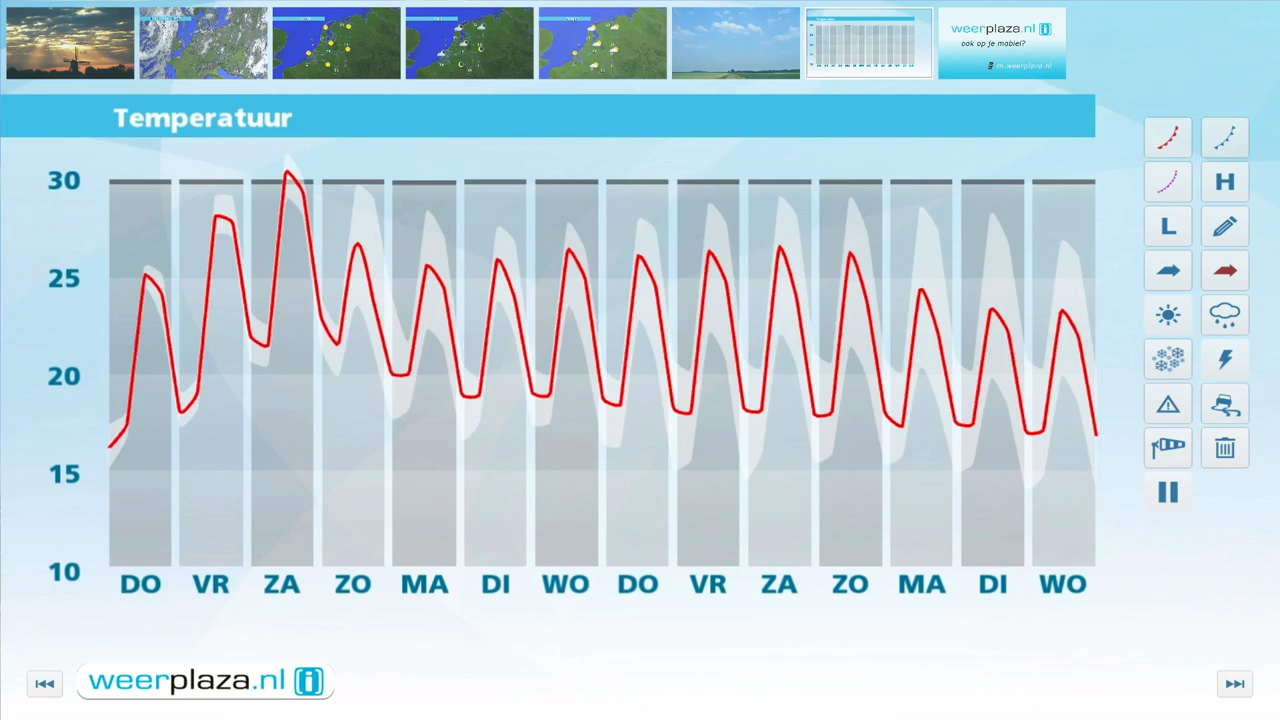 weerplaza.nl i
ook op je mobiel?
m.weerplaza.nl
Temperatuur
30
25
20
15
10
DO VR ZA ZO MA DI WO DO VR ZA ZO MA DI WO
H
L
weerplaza.nl i